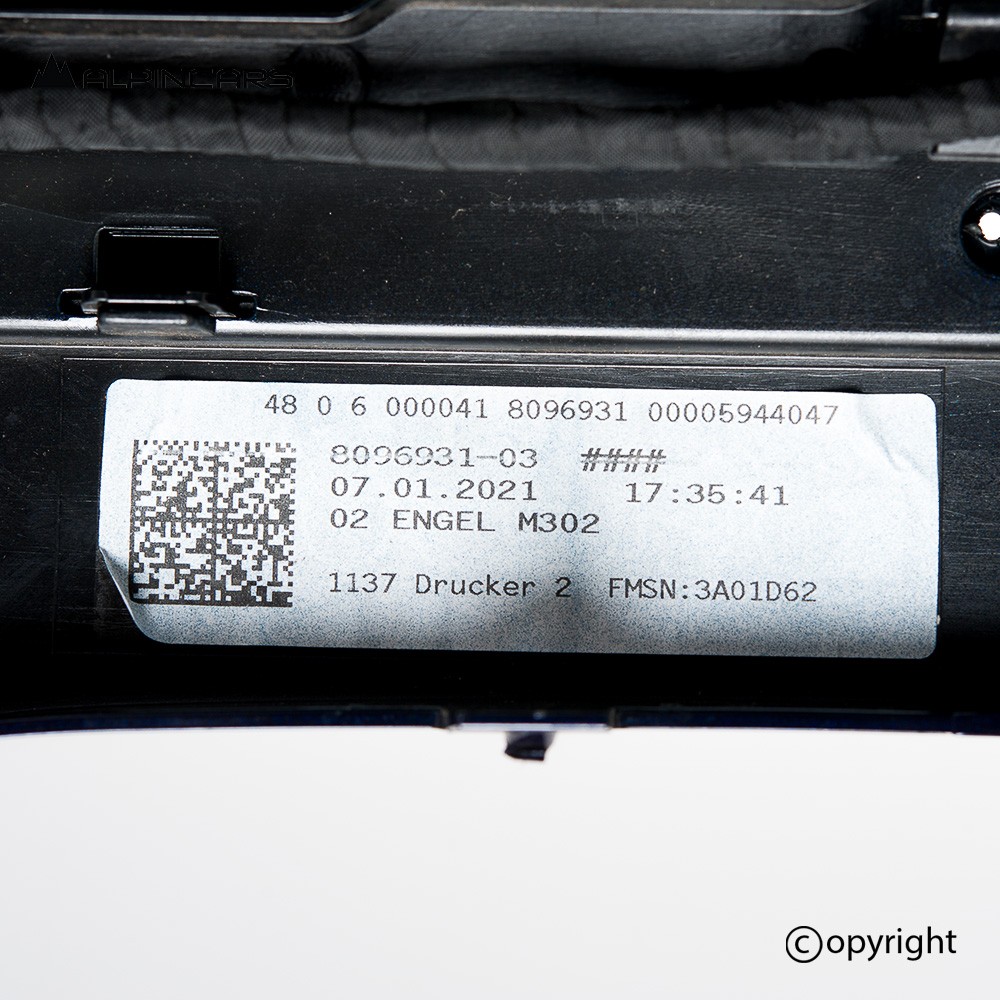 ALPINCARS
48 0 6 000041 8096931 00005944047
8096931-03 ####
07.01.2021 17:35:41
02 ENGEL M302
1137 Drucker 2 FMSN:3A01D62
©opyright